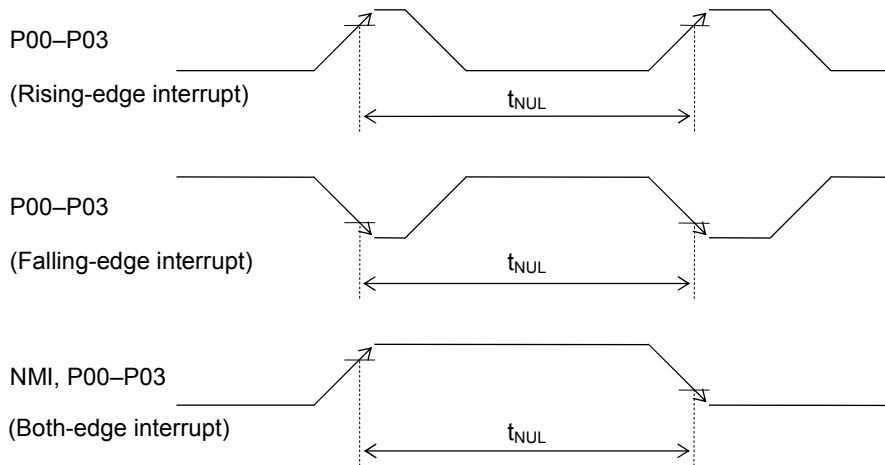 P00–P03
(Rising-edge interrupt)
tNUL
P00–P03
(Falling-edge interrupt)
tNUL
NMI, P00–P03
(Both-edge interrupt)
tNUL